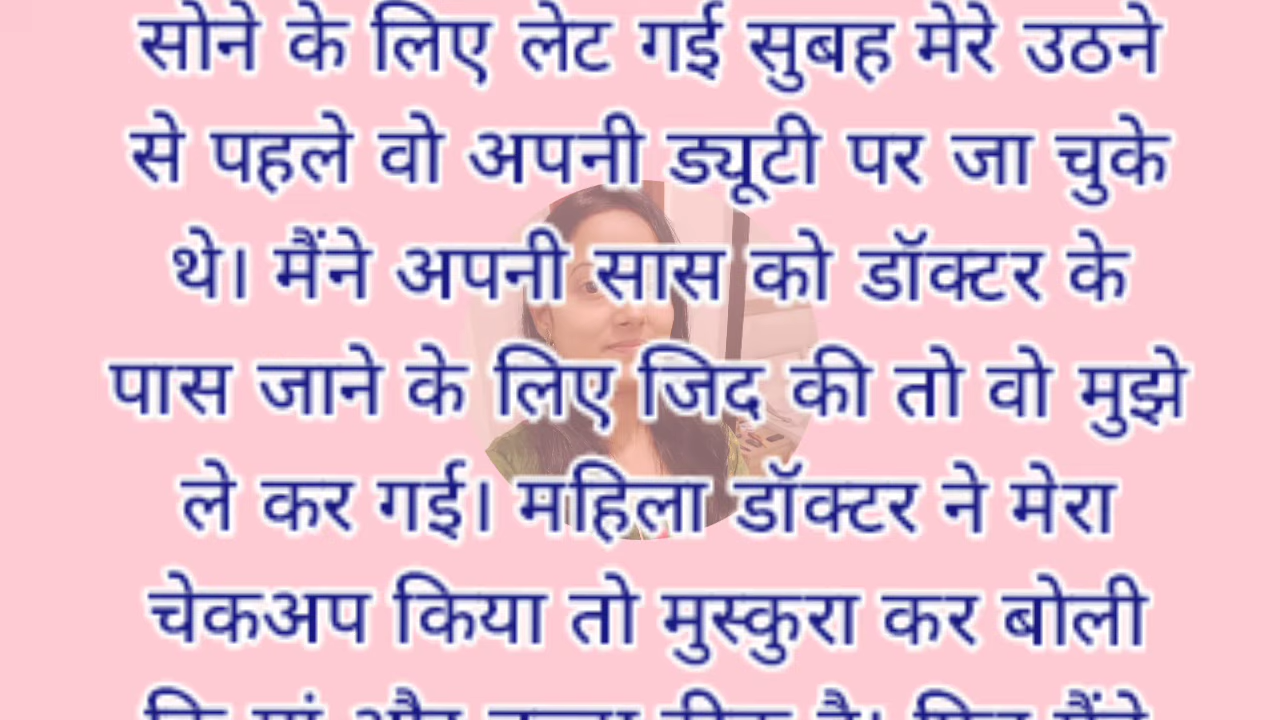 सोने के लिए लेट गई सुबह मेरे उठने
से पहले वो अपनी ड्यूटी पर जा चुके
थे। मैंने अपनी सास को डॉक्टर के
पास जाने के लिए जिद की तो वो मुझे
ले कर गई। महिला डॉक्टर ने मेरा
चेकअप किया तो मुस्कुरा कर बोली